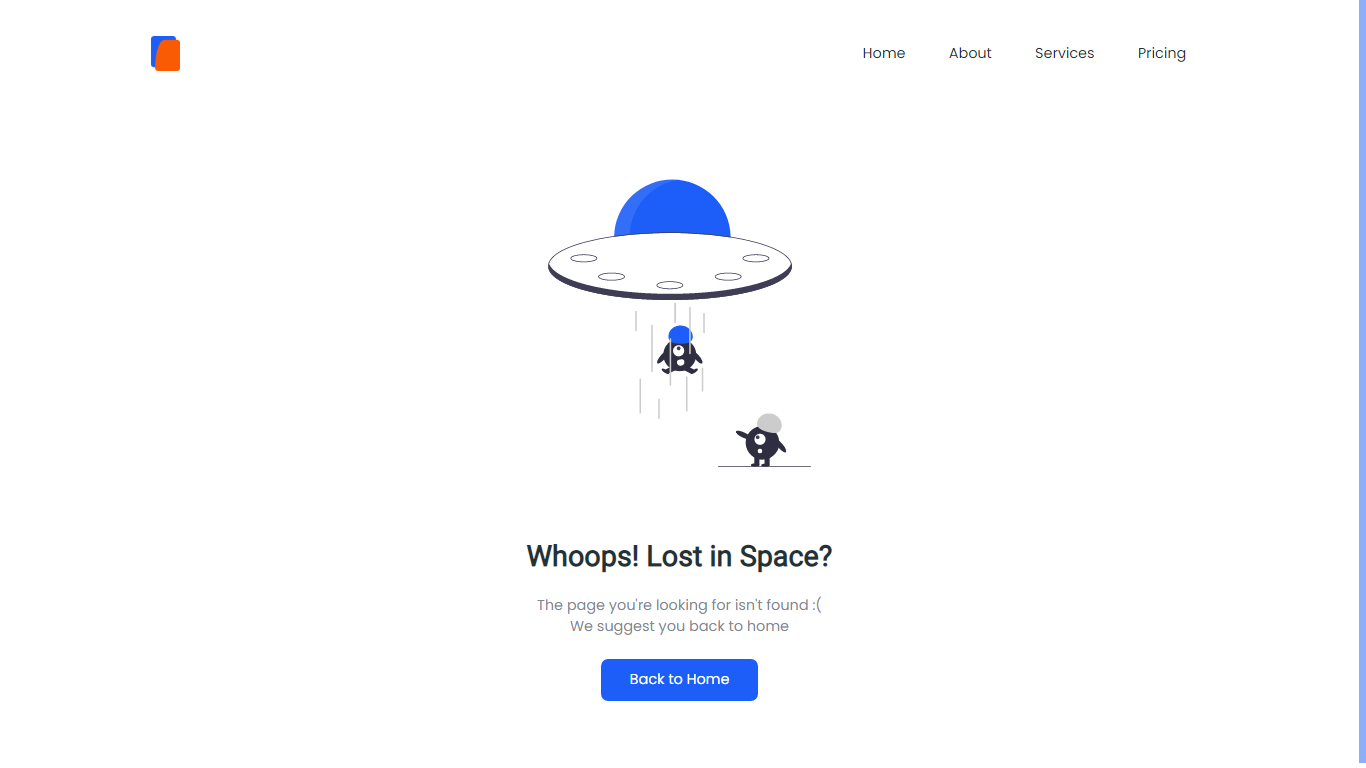 Home About Services Pricing
Whoops! Lost in Space?
The page you're looking for isn't found :(
We suggest you back to home
Back to Home